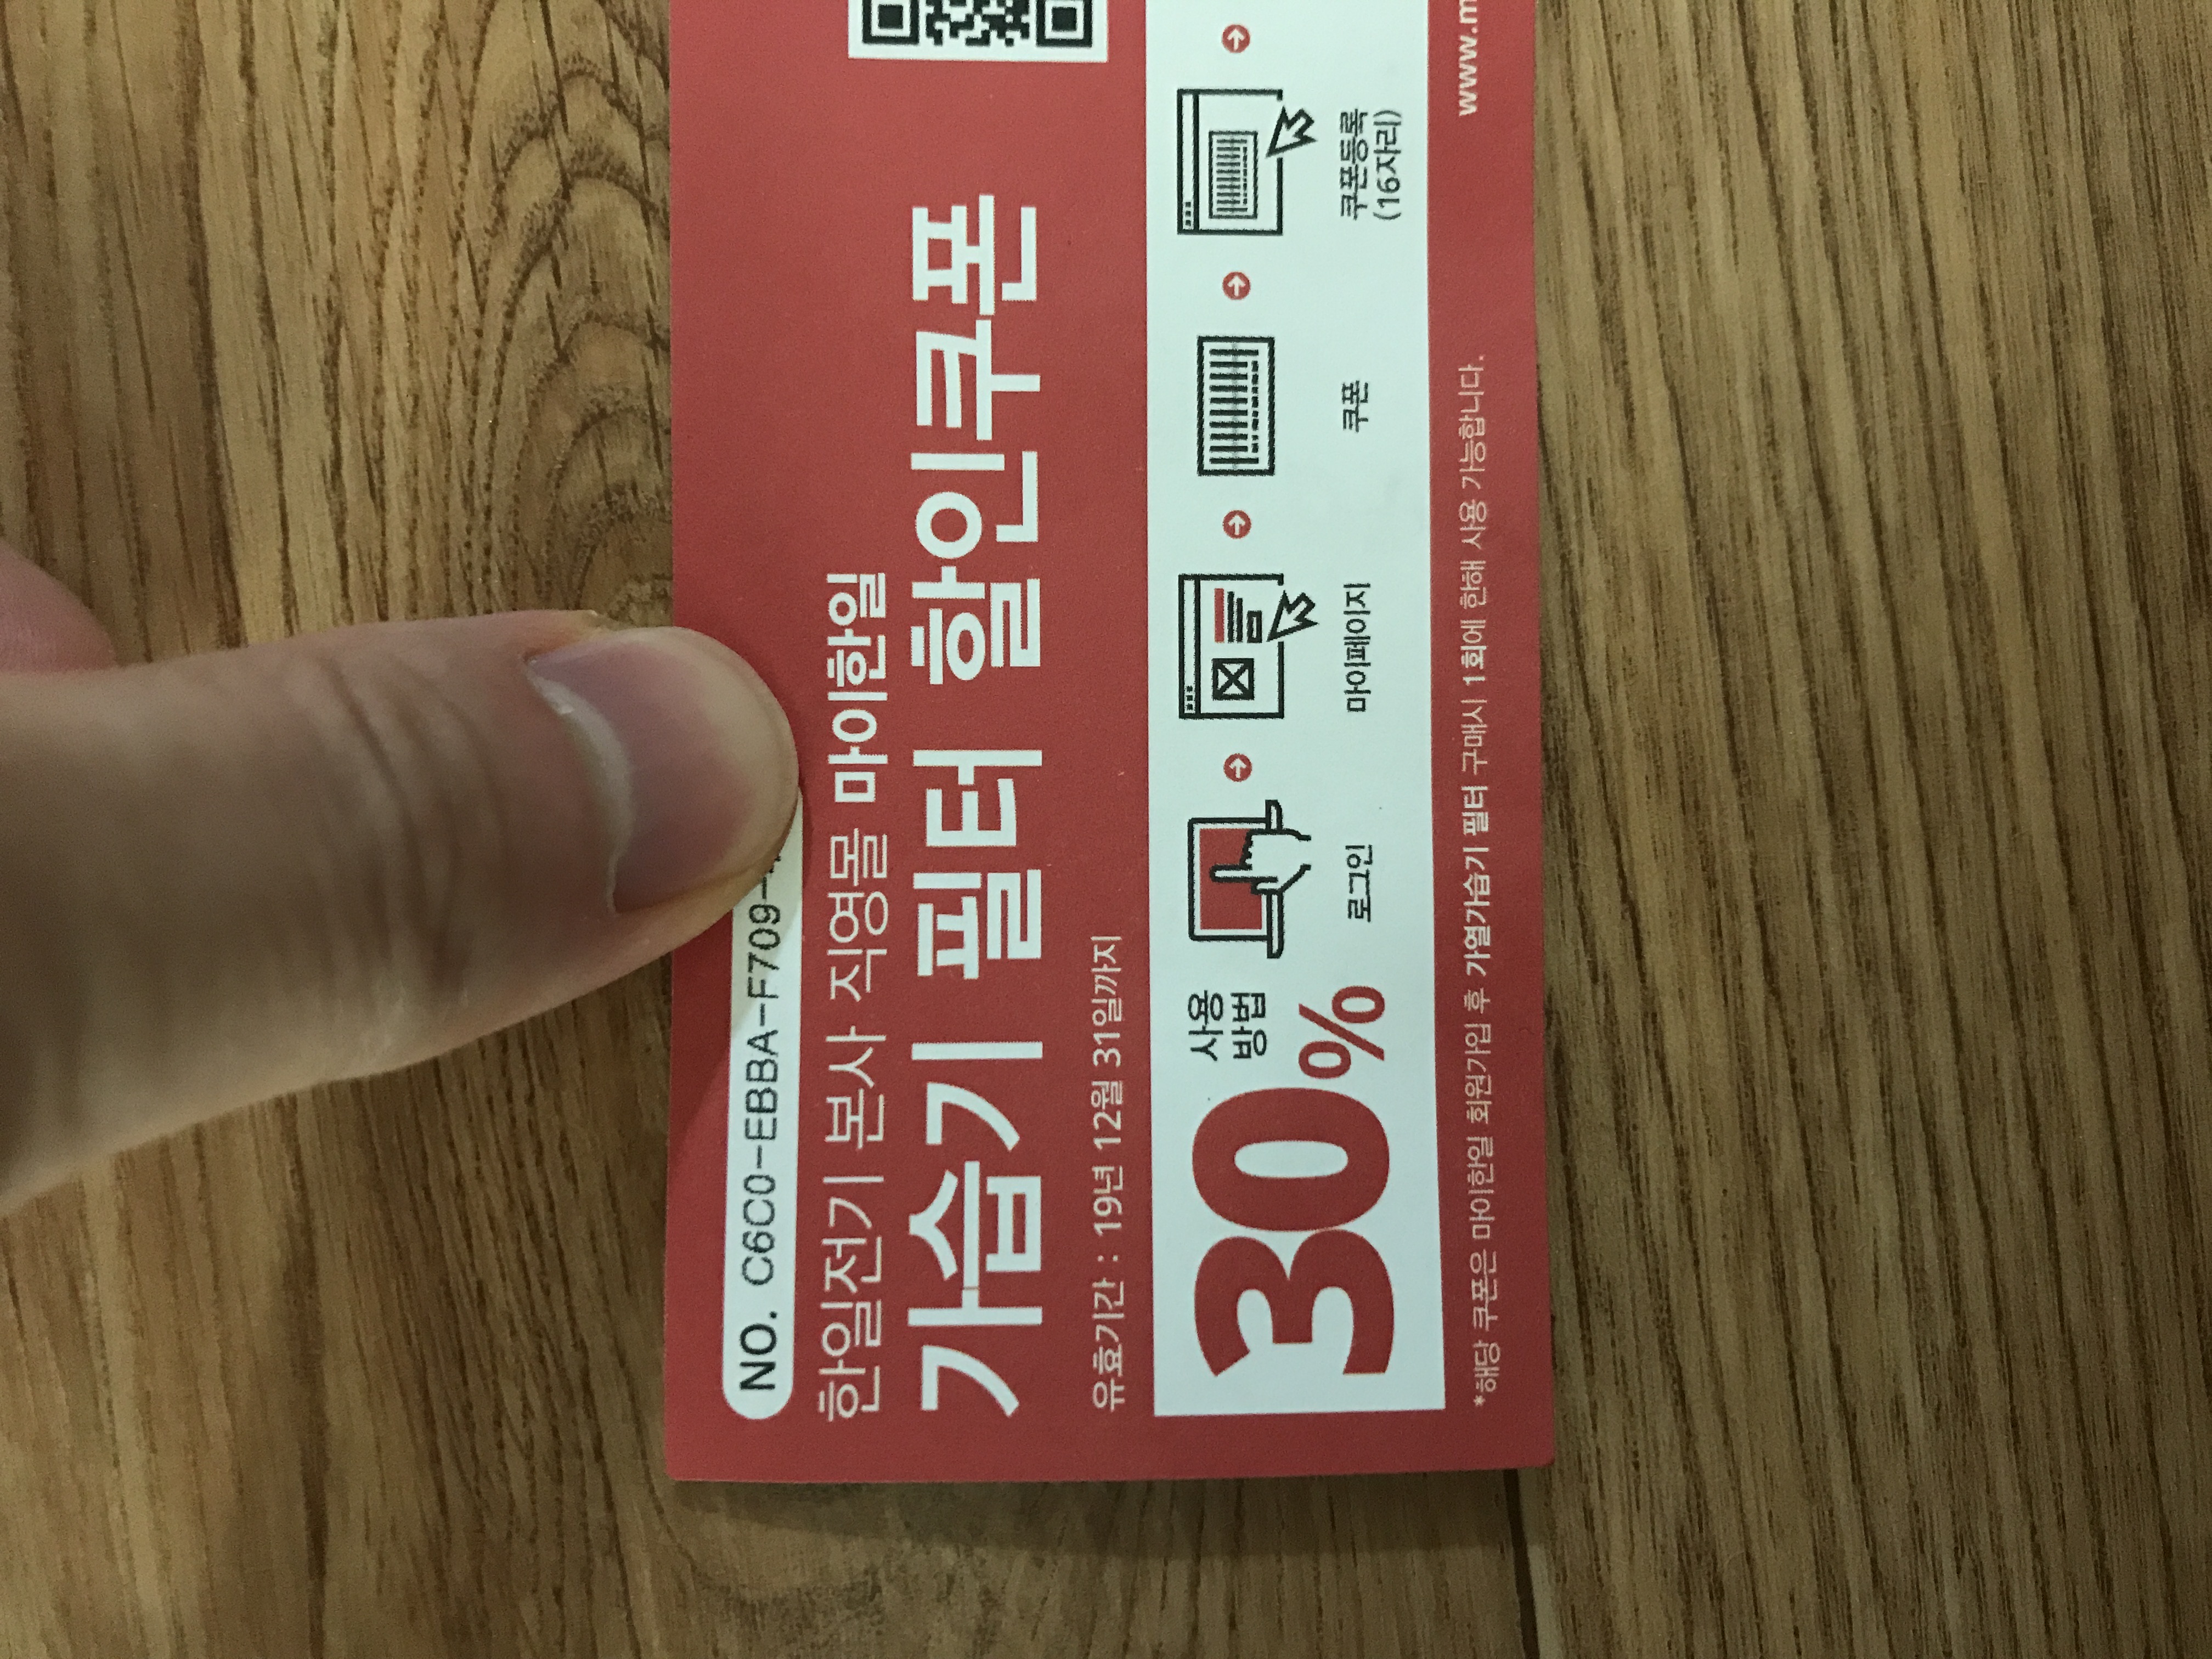 NO. C6C0-EBBA-F709-
한일전기 본사 직영몰 마이한일
가습기 필터 할인쿠폰
유효기간 : 19년 12월 31일까지
30%
사용
방법
로그인
마이페이지
쿠폰
쿠폰등록
(16자리)
*해당 쿠폰은 마이한일 회원가입 후 가열가습기 필터 구매시 1회에 한해 사용 가능합니다.
www.m